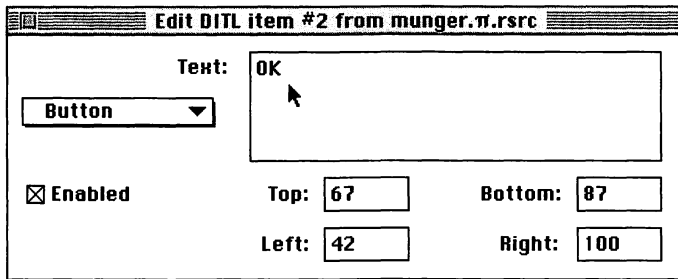 Edit DITL item #2 from munger.π.rsrc
Text: OK
Button
Enabled Top: 67 Bottom: 87
Left: 42 Right: 100